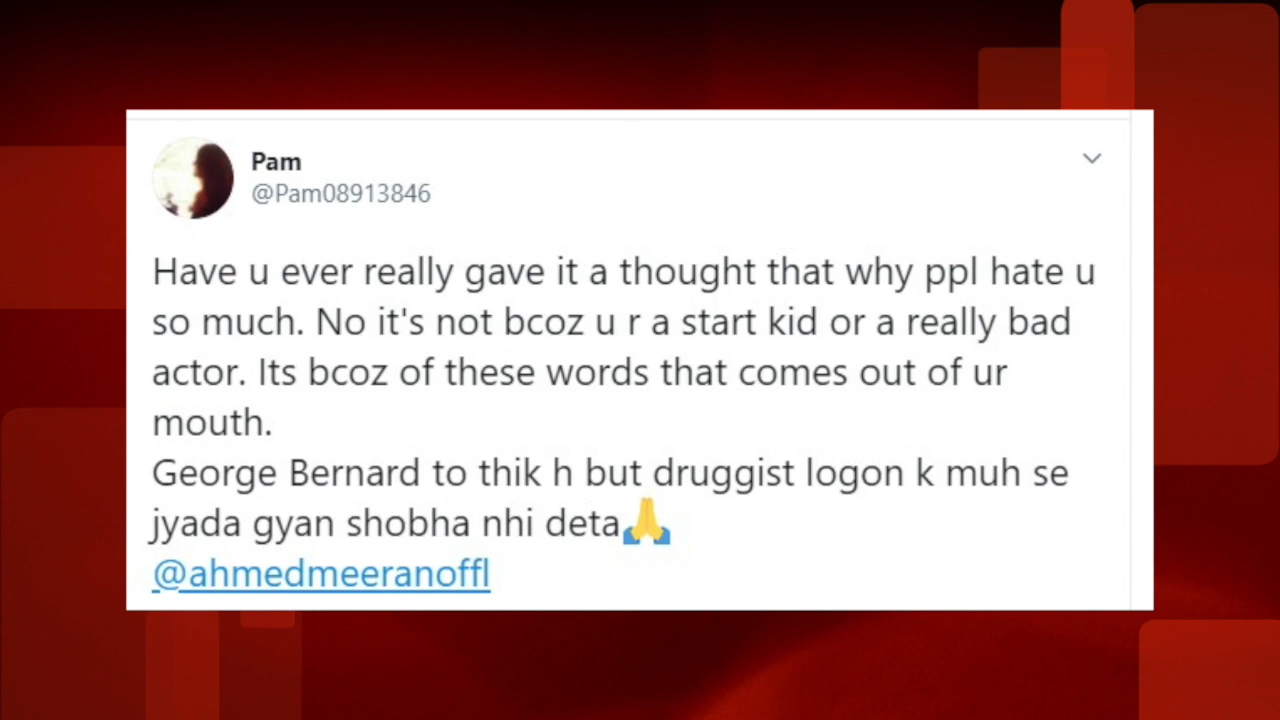 Pam
@Pam08913846
Have u ever really gave it a thought that why ppl hate u
so much. No it's not bcoz u r a start kid or a really bad
actor. Its bcoz of these words that comes out of ur
mouth.
George Bernard to thik h but druggist logon k muh se
jyada gyan shobha nhi deta🙏
@ahmedmeeranoffl